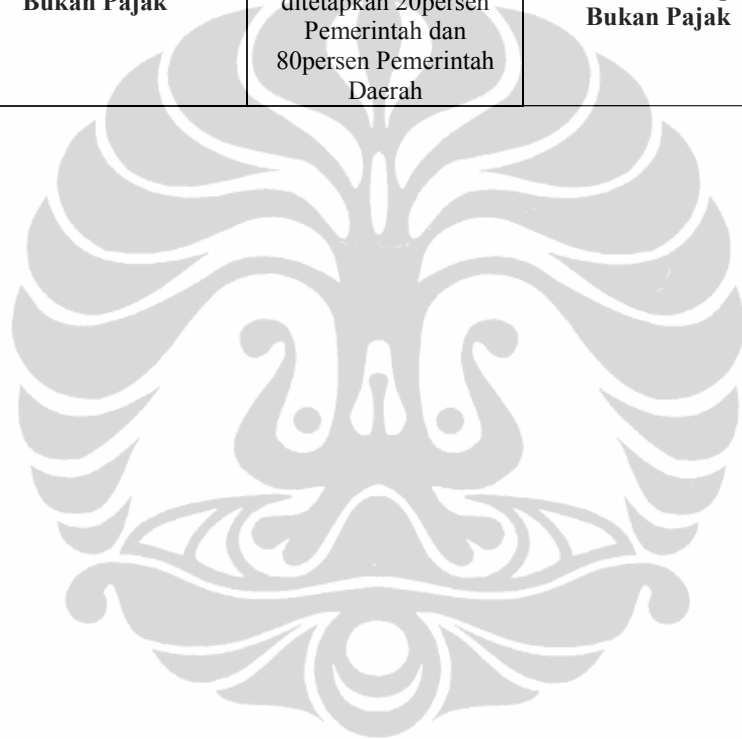 Bukan Pajak
ditetapkan 20persen
Pemerintah dan
80persen Pemerintah
Daerah
Bukan Pajak